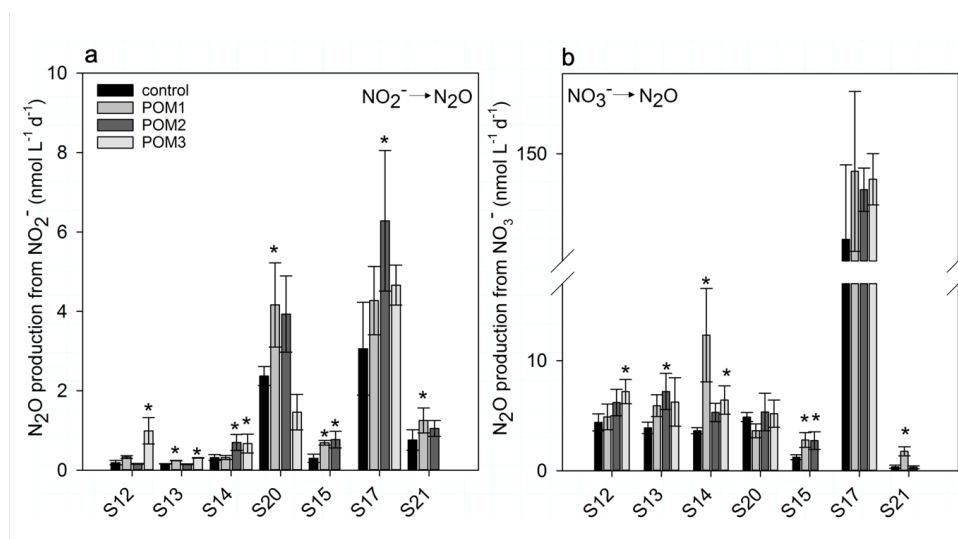 a
N₂O production from NO₂⁻ (nmol L⁻¹ d⁻¹)
10
8
6
4
2
0
control
POM1
POM2
POM3
NO₂⁻→N₂O
* * * * * * * * * *
S12 S13 S14 S20 S15 S17 S21
b
N₂O production from NO₃⁻ (nmol L⁻¹ d⁻¹)
150
10
0
NO₃⁻→N₂O
* * * * * * *
S12 S13 S14 S20 S15 S17 S21